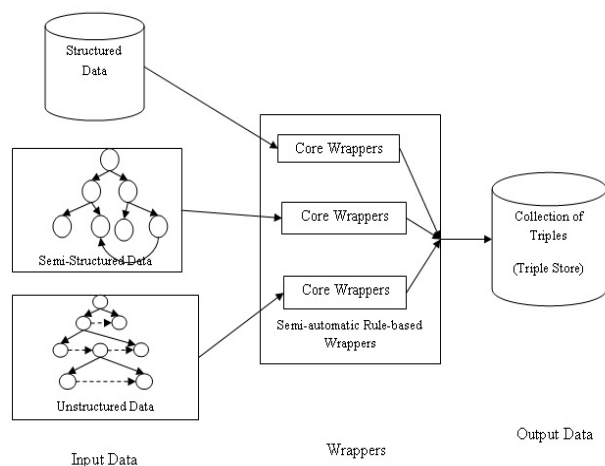 Structured
Data
Semi-Structured Data
Unstructured Data
Input Data
Core Wrappers
Core Wrappers
Core Wrappers
Semi-automatic Rule-based
Wrappers
Wrappers
Collection of
Triples
(Triple Store)
Output Data